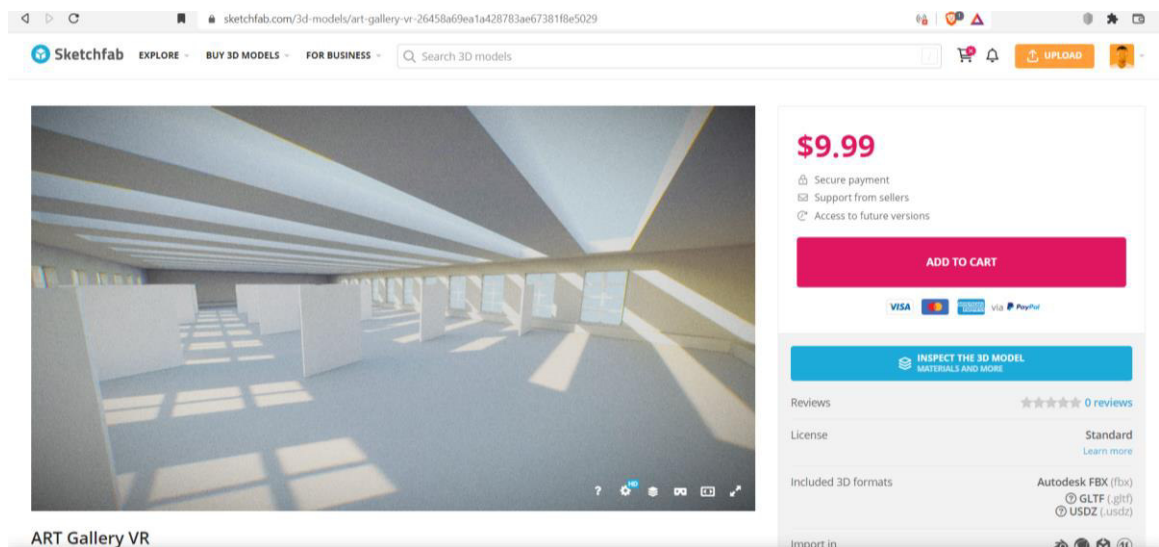 sketchfab.com/3d-models/art-gallery-vr-26458a69ea1a428783ae67381f8e5029
Sketchfab EXPLORE BUY 3D MODELS FOR BUSINESS Search 3D models UPLOAD
$9.99
Secure payment
Support from sellers
Access to future versions
ADD TO CART
VISA via PayPal
INSPECT THE 3D MODEL
MATERIALS AND MORE
Reviews 0 reviews
License Standard
Learn more
Included 3D formats Autodesk FBX (fbx)
? GLTF (.gltf)
? USDZ (.usdz)
? HD
ART Gallery VR
Import in